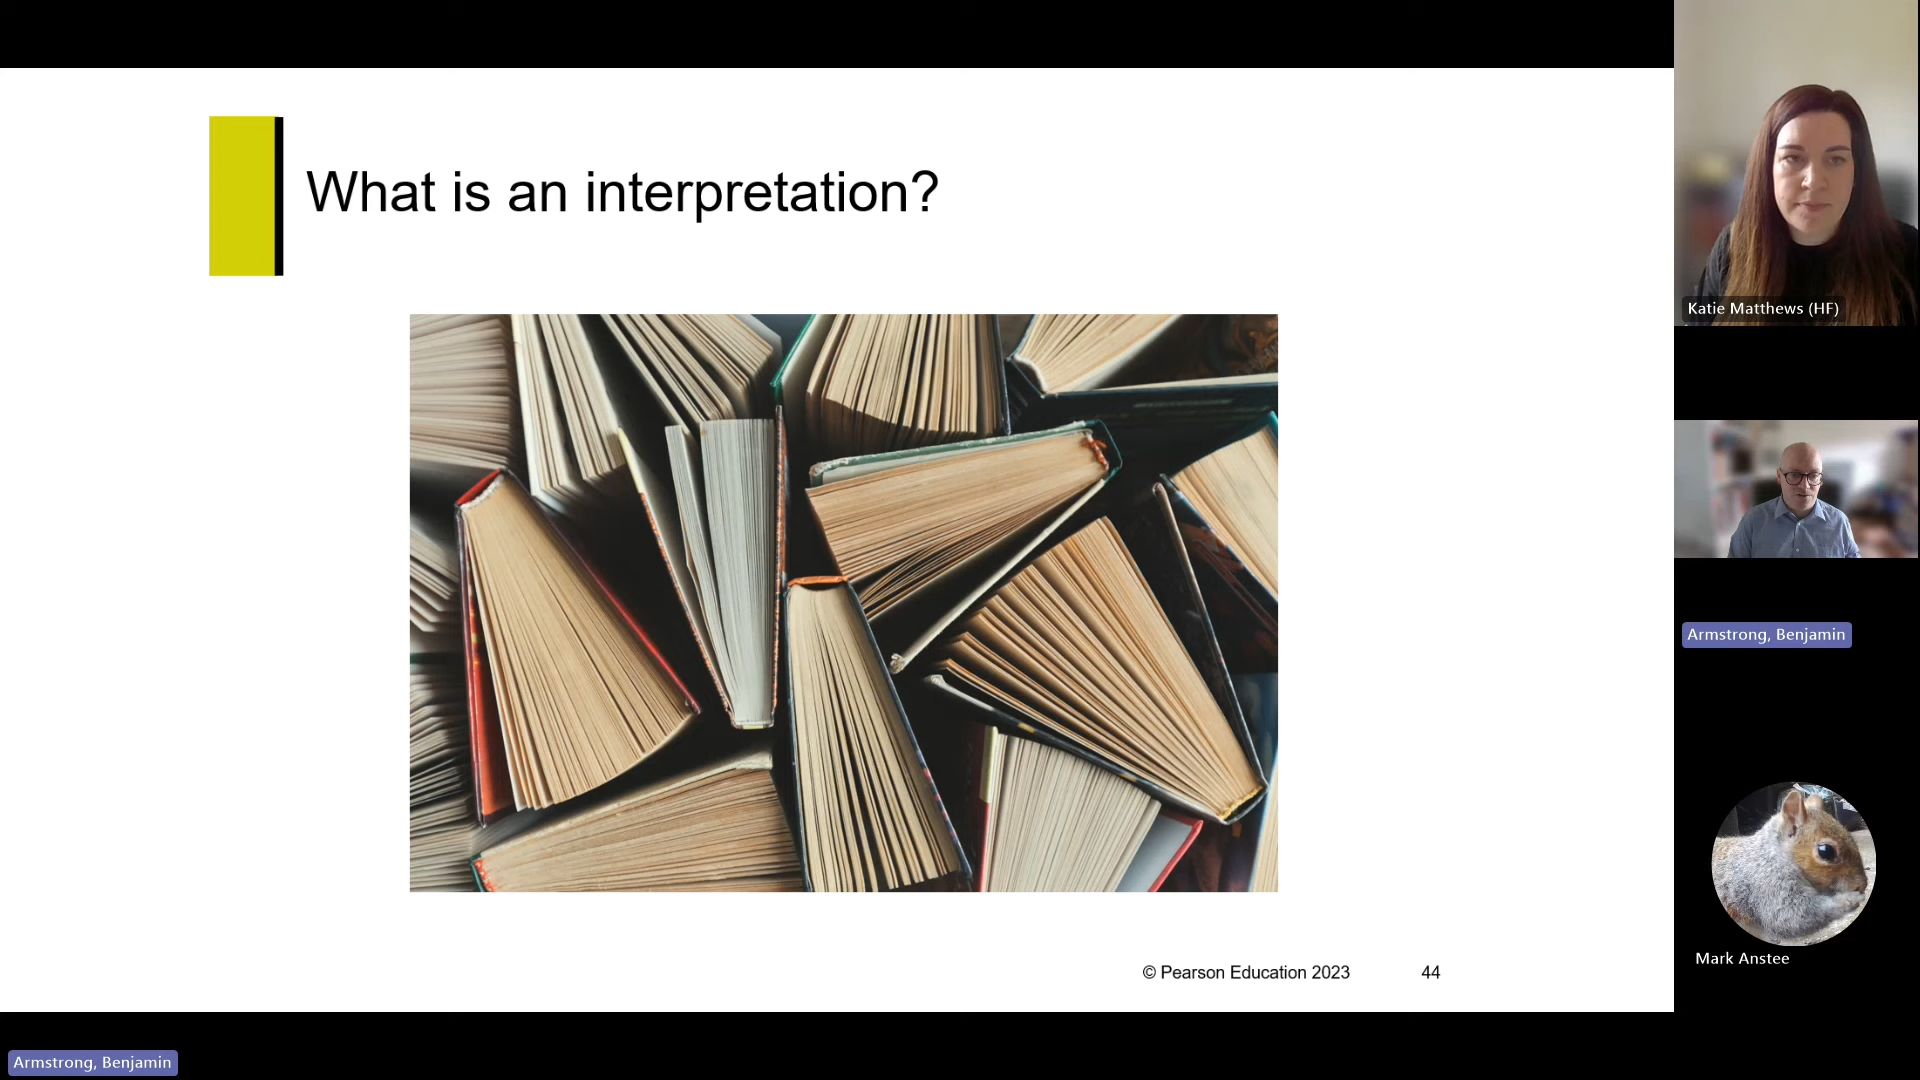 What is an interpretation?
© Pearson Education 2023 44
Katie Matthews (HF)
Armstrong, Benjamin
Mark Anstee
Armstrong, Benjamin